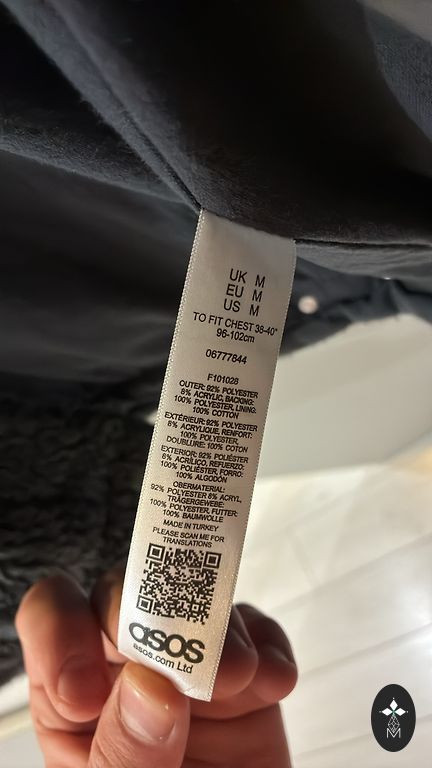 UK M
EU M
US M
TO FIT CHEST 38-40"
96-102cm
06777844
F101028
OUTER: 92% POLYESTER
8% ACRYLIC, BACKING:
100% POLYESTER, LINING:
100% COTTON
EXTÉRIEUR: 92% POLYESTER
8% ACRYLIQUE, RENFORT:
100% POLYESTER,
DOUBLURE: 100% COTON
EXTERIOR: 92% POLIÉSTER
8% ACRÍLICO, REFUERZO:
100% POLIÉSTER, FORRO:
100% ALGODÓN
OBERMATERIAL:
92% POLYESTER 8% ACRYL,
TRÄGERGEWEBE:
100% POLYESTER, FUTTER:
100% BAUMWOLLE
MADE IN TURKEY
PLEASE SCAN ME FOR
TRANSLATIONS
asos
asos.com Ltd
M